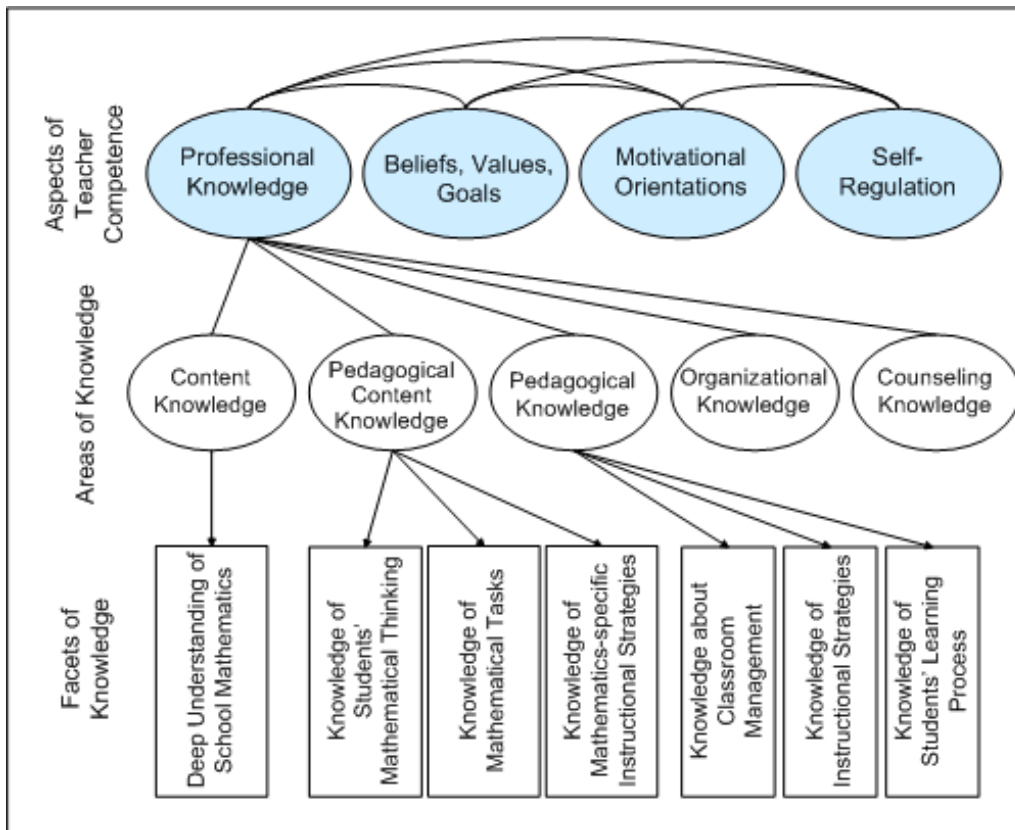 Aspects of
Teacher
Competence
Professional
Knowledge
Beliefs, Values,
Goals
Motivational
Orientations
Self-
Regulation
Areas of Knowledge
Content
Knowledge
Pedagogical
Content
Knowledge
Pedagogical
Knowledge
Organizational
Knowledge
Counseling
Knowledge
Facets of
Knowledge
Deep Understanding of
School Mathematics
Knowledge of
Students'
Mathematical Thinking
Knowledge of
Mathematical Tasks
Knowledge of
Mathematics-specific
Instructional Strategies
Knowledge about
Classroom
Management
Knowledge of
Instructional Strategies
Knowledge of
Students' Learning
Process